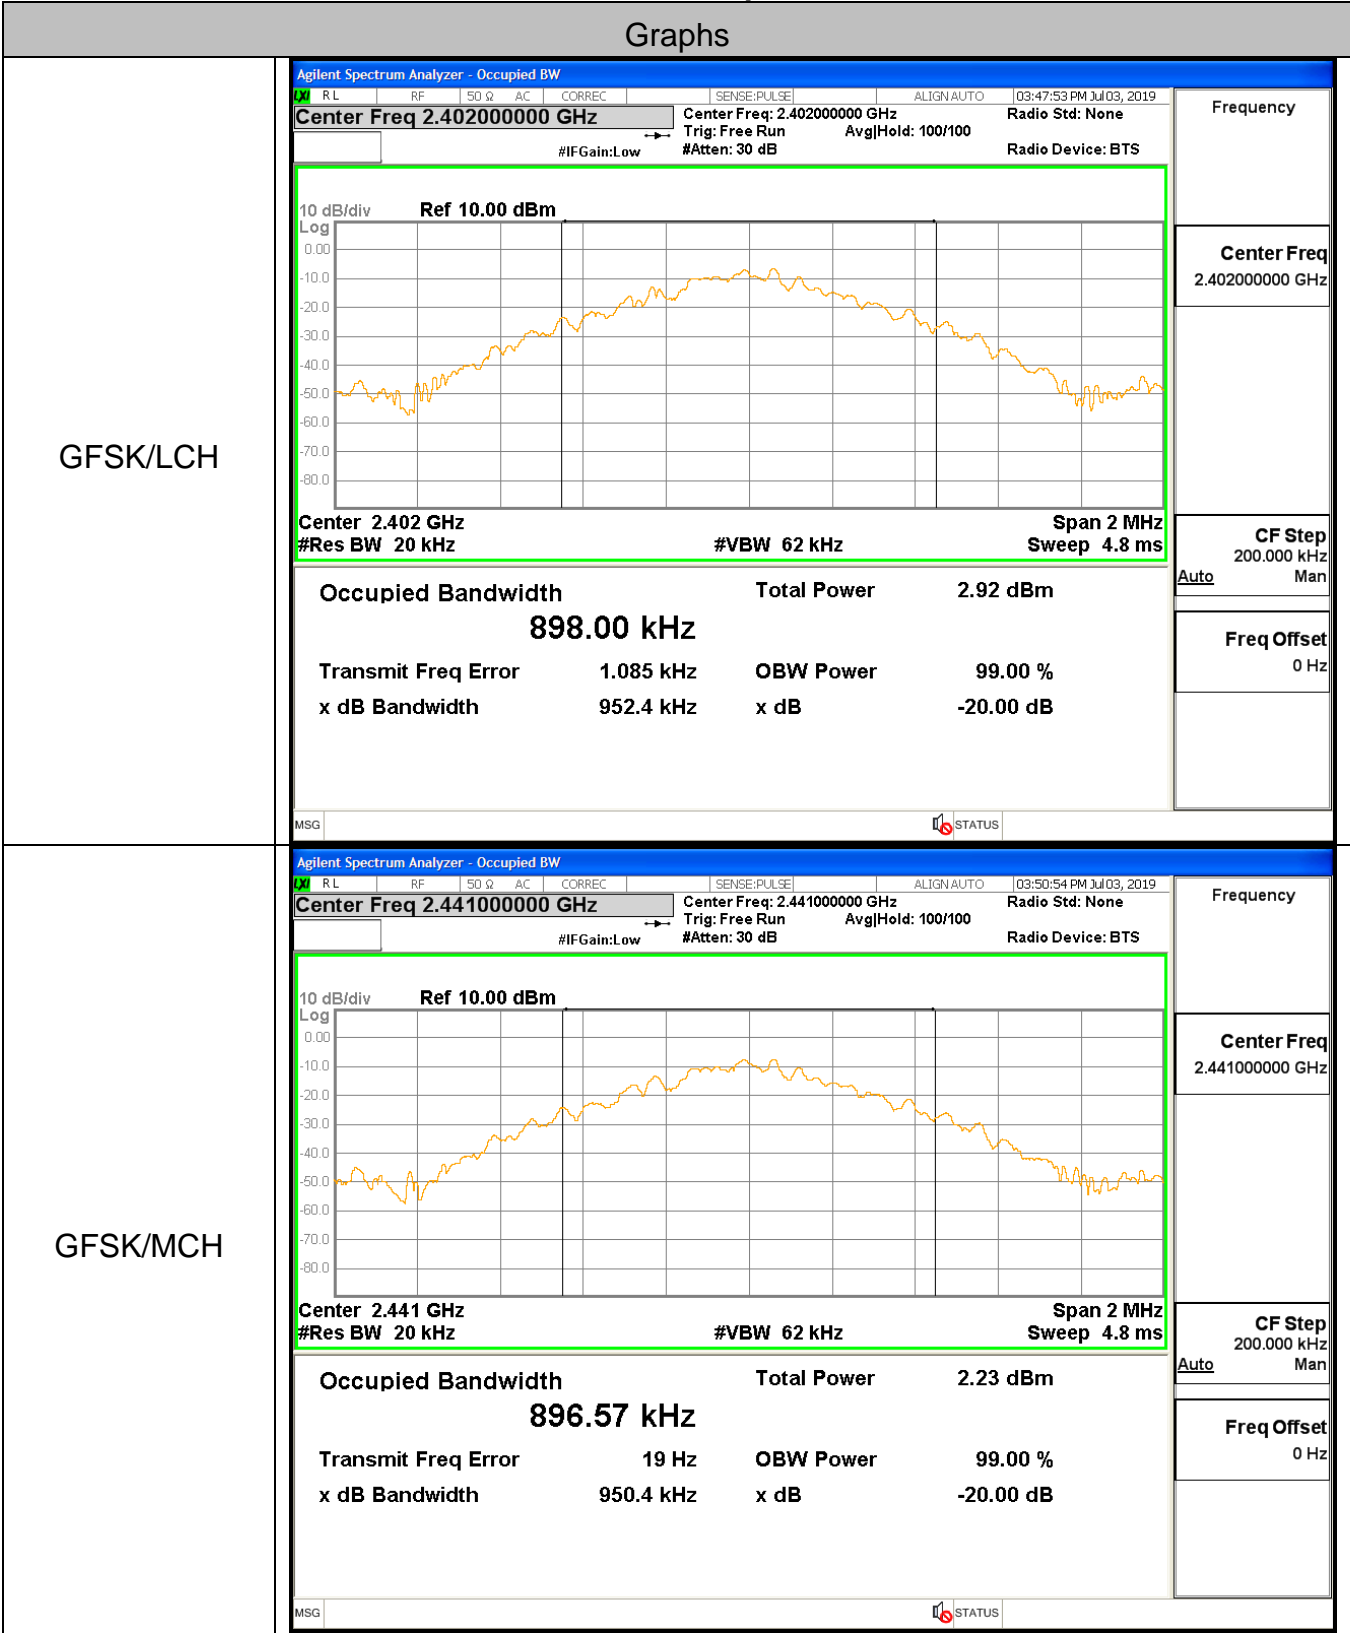 Graphs
GFSK/LCH
Agilent Spectrum Analyzer - Occupied BW
LXI RL RF 50 Ω AC CORREC SENSE:PULSE ALIGN AUTO 03:47:53 PM Jul 03, 2019
Center Freq 2.402000000 GHz
Center Freq: 2.402000000 GHz Radio Std: None
Trig: Free Run Avg|Hold: 100/100
#IFGain:Low #Atten: 30 dB Radio Device: BTS
10 dB/div Ref 10.00 dBm
Log
0.00
-10.0
-20.0
-30.0
-40.0
-50.0
-60.0
-70.0
-80.0
Center 2.402 GHz Span 2 MHz
#Res BW 20 kHz #VBW 62 kHz Sweep 4.8 ms
Occupied Bandwidth Total Power 2.92 dBm
898.00 kHz
Transmit Freq Error 1.085 kHz OBW Power 99.00 %
x dB Bandwidth 952.4 kHz x dB -20.00 dB
MSG STATUS
Frequency
Center Freq
2.402000000 GHz
CF Step
200.000 kHz
Auto Man
Freq Offset
0 Hz
GFSK/MCH
Agilent Spectrum Analyzer - Occupied BW
LXI RL RF 50 Ω AC CORREC SENSE:PULSE ALIGN AUTO 03:50:54 PM Jul 03, 2019
Center Freq 2.441000000 GHz
Center Freq: 2.441000000 GHz Radio Std: None
Trig: Free Run Avg|Hold: 100/100
#IFGain:Low #Atten: 30 dB Radio Device: BTS
10 dB/div Ref 10.00 dBm
Log
0.00
-10.0
-20.0
-30.0
-40.0
-50.0
-60.0
-70.0
-80.0
Center 2.441 GHz Span 2 MHz
#Res BW 20 kHz #VBW 62 kHz Sweep 4.8 ms
Occupied Bandwidth Total Power 2.23 dBm
896.57 kHz
Transmit Freq Error 19 Hz OBW Power 99.00 %
x dB Bandwidth 950.4 kHz x dB -20.00 dB
MSG STATUS
Frequency
Center Freq
2.441000000 GHz
CF Step
200.000 kHz
Auto Man
Freq Offset
0 Hz